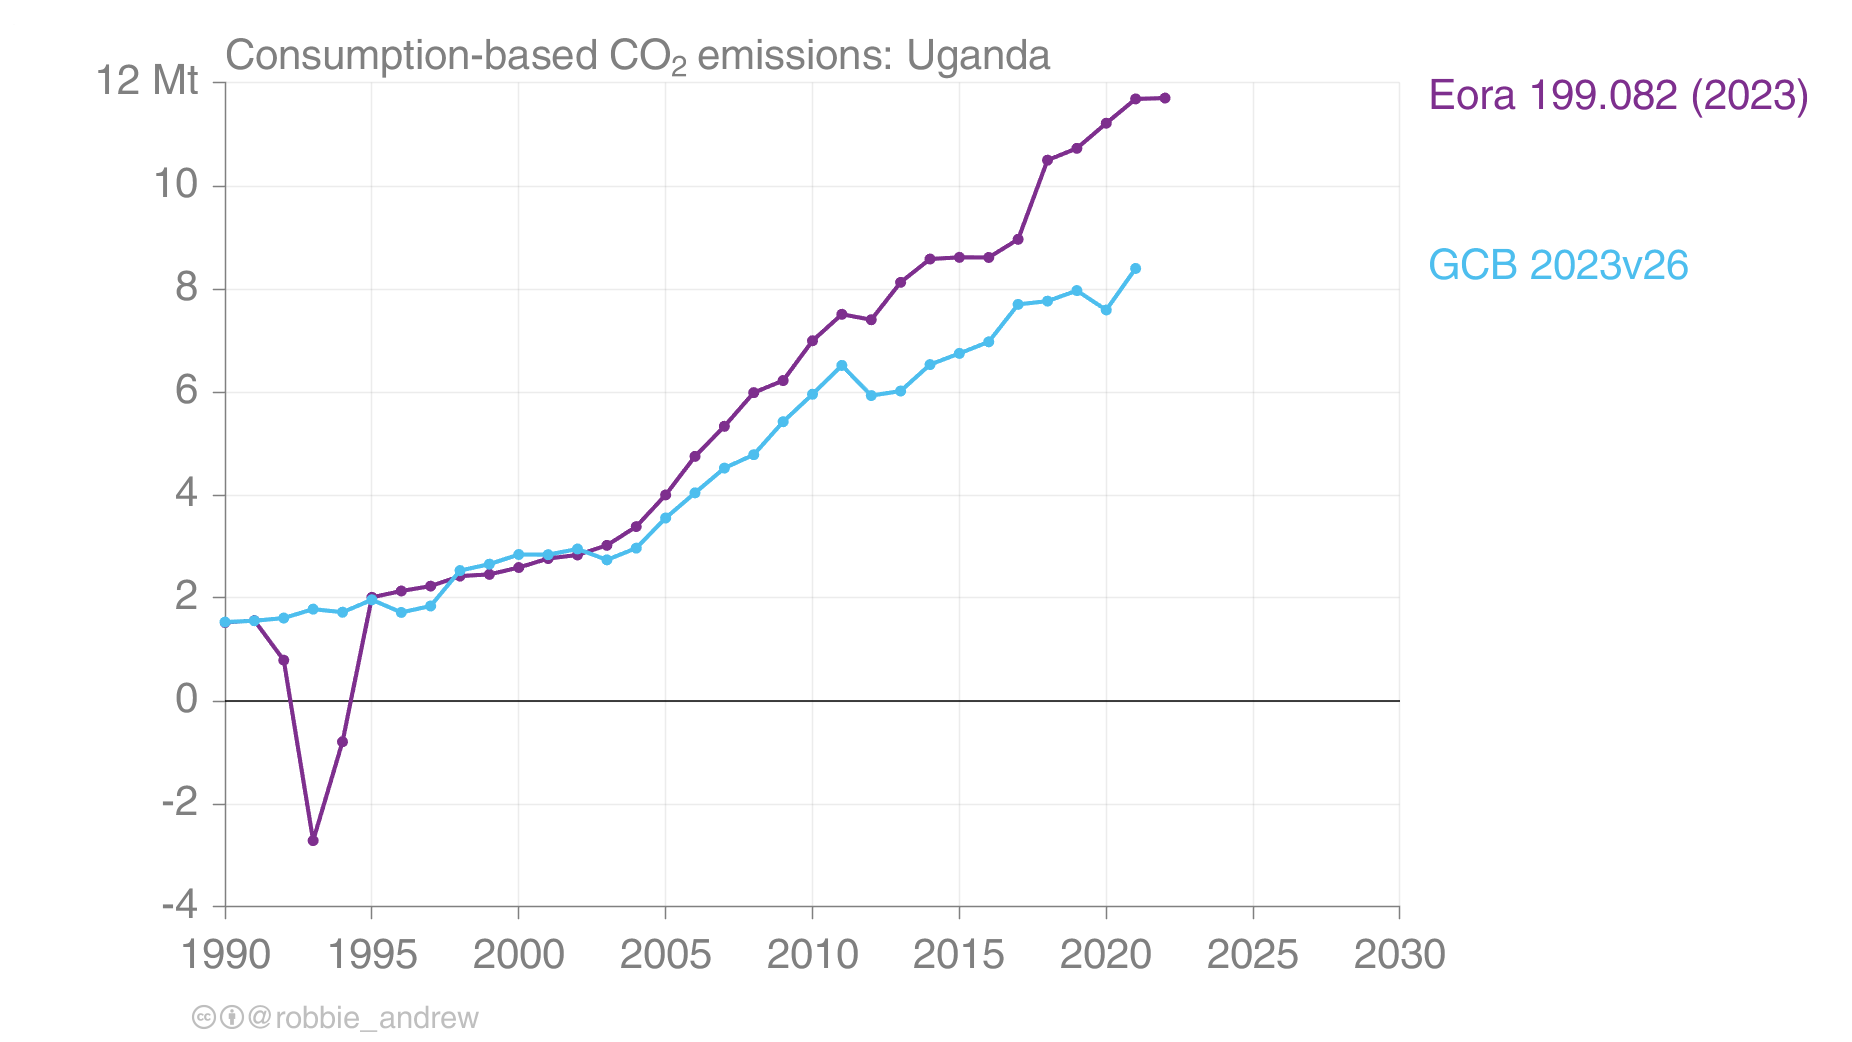 Consumption-based CO₂ emissions: Uganda
12 Mt
10
8
6
4
2
0
-2
-4
1990 1995 2000 2005 2010 2015 2020 2025 2030
Eora 199.082 (2023)
GCB 2023v26
@robbie_andrew